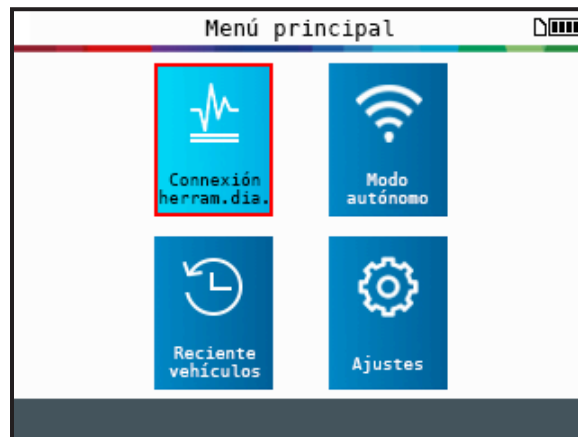 Menú principal
Connexión
herram.dia.
Modo
autónomo
Reciente
vehículos
Ajustes